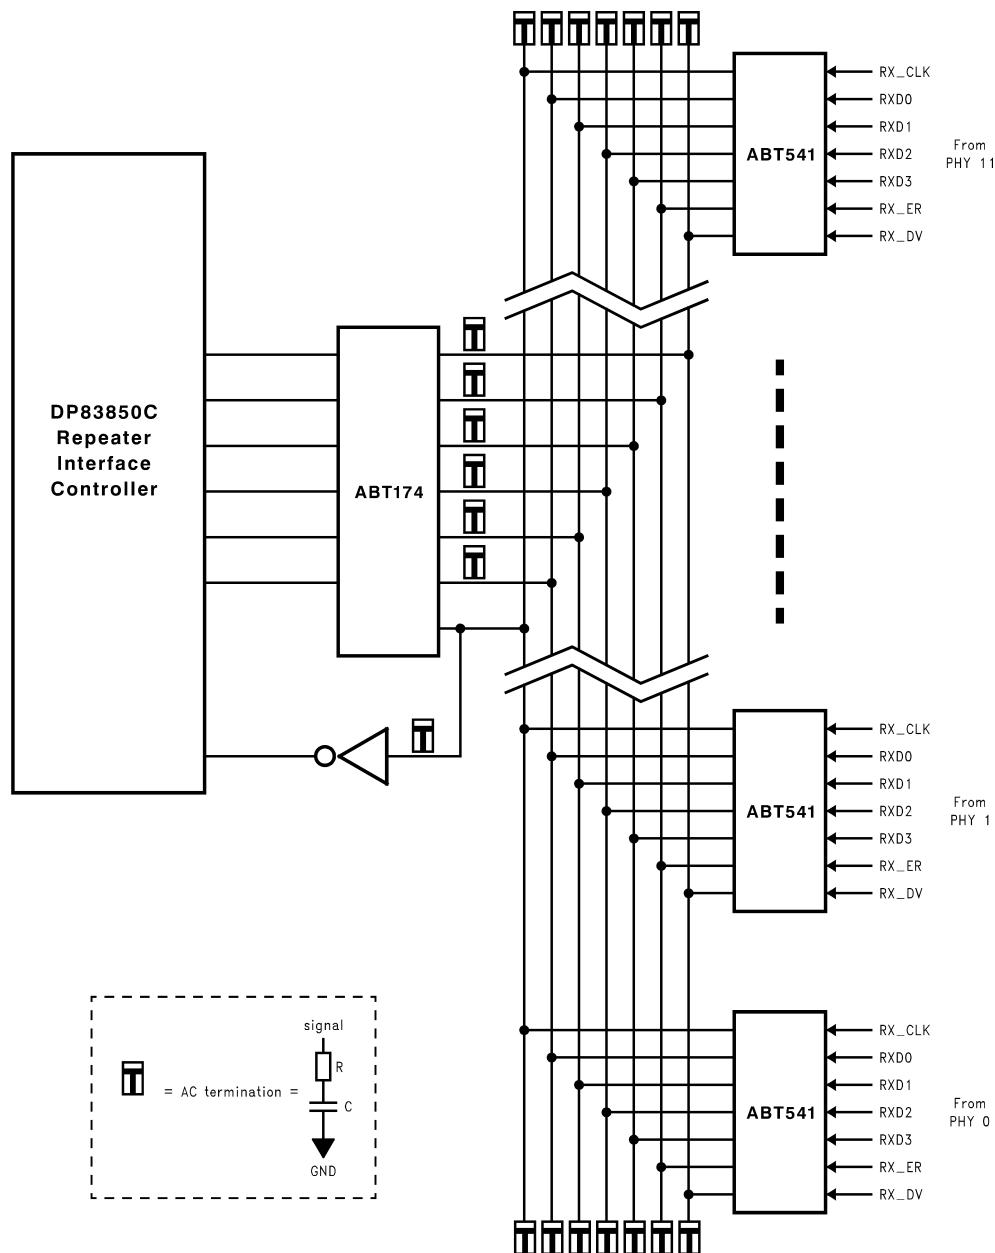 RX_CLK
RXD0
RXD1
RXD2
RXD3
RX_ER
RX_DV
ABT541
From
PHY 11
DP83850C
Repeater
Interface
Controller
ABT174
RX_CLK
RXD0
RXD1
RXD2
RXD3
RX_ER
RX_DV
ABT541
From
PHY 1
signal
R
= AC termination =
C
GND
RX_CLK
RXD0
RXD1
RXD2
RXD3
RX_ER
RX_DV
ABT541
From
PHY 0